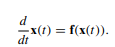 d/dt x(t) = f(x(t)).